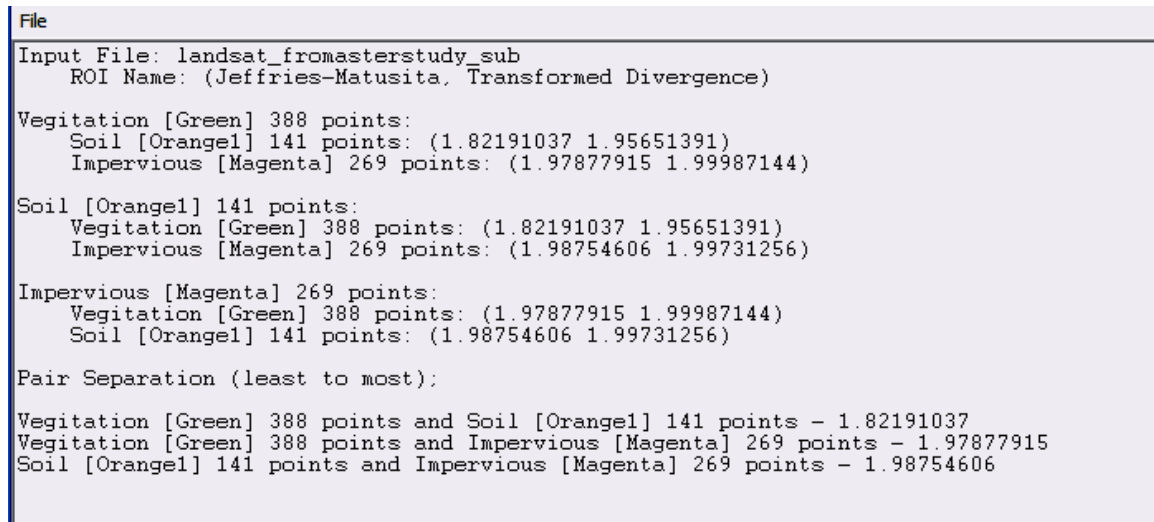 File
Input File: landsat_fromasterstudy_sub
ROI Name: (Jeffries-Matusita, Transformed Divergence)
Vegitation [Green] 388 points:
Soil [Orange1] 141 points: (1.82191037 1.95651391)
Impervious [Magenta] 269 points: (1.97877915 1.99987144)
Soil [Orange1] 141 points:
Vegitation [Green] 388 points: (1.82191037 1.95651391)
Impervious [Magenta] 269 points: (1.98754606 1.99731256)
Impervious [Magenta] 269 points:
Vegitation [Green] 388 points: (1.97877915 1.99987144)
Soil [Orange1] 141 points: (1.98754606 1.99731256)
Pair Separation (least to most);
Vegitation [Green] 388 points and Soil [Orange1] 141 points - 1.82191037
Vegitation [Green] 388 points and Impervious [Magenta] 269 points - 1.97877915
Soil [Orange1] 141 points and Impervious [Magenta] 269 points - 1.98754606